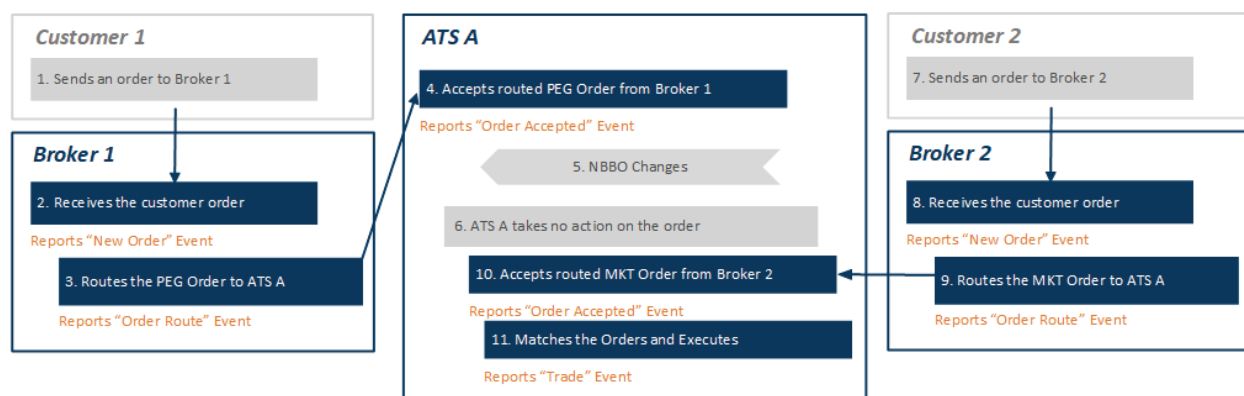 Customer 1
1. Sends an order to Broker 1
Broker 1
2. Receives the customer order
Reports “New Order” Event
3. Routes the PEG Order to ATS A
Reports “Order Route” Event
ATS A
4. Accepts routed PEG Order from Broker 1
Reports “Order Accepted” Event
5. NBBO Changes
6. ATS A takes no action on the order
10. Accepts routed MKT Order from Broker 2
Reports “Order Accepted” Event
11. Matches the Orders and Executes
Reports “Trade” Event
Customer 2
7. Sends an order to Broker 2
Broker 2
8. Receives the customer order
Reports “New Order” Event
9. Routes the MKT Order to ATS A
Reports “Order Route” Event